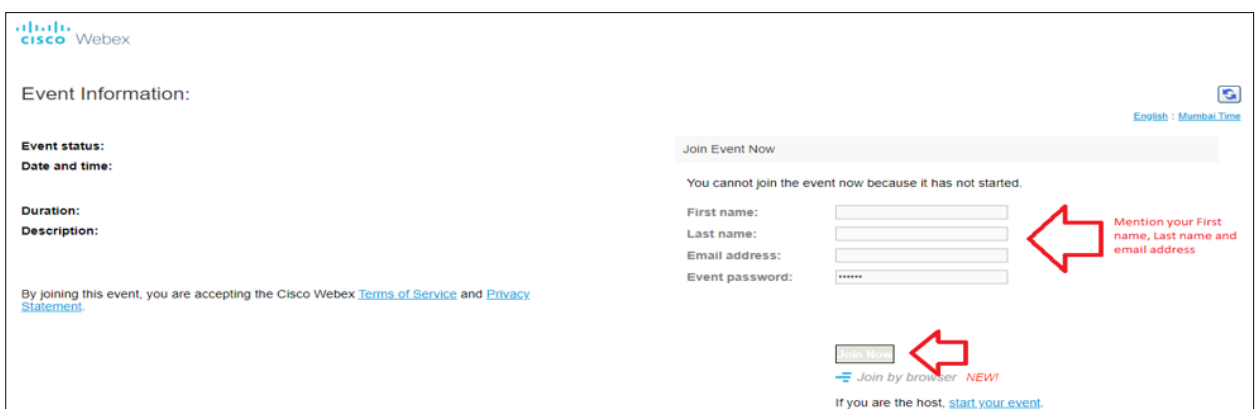 cisco Webex
Event Information:
English : Mumbai Time
Event status:
Date and time:
Duration:
Description:
By joining this event, you are accepting the Cisco Webex Terms of Service and Privacy
Statement.
Join Event Now
You cannot join the event now because it has not started.
First name:
Last name:
Email address:
Event password: ••••••
Mention your First
name, Last name and
email address
Join Now
Join by browser NEW!
If you are the host, start your event.